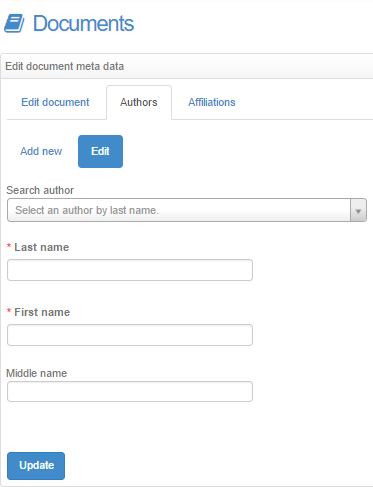 Documents
Edit document meta data
Edit document Authors Affiliations
Add new Edit
Search author
Select an author by last name.
* Last name
* First name
Middle name
Update